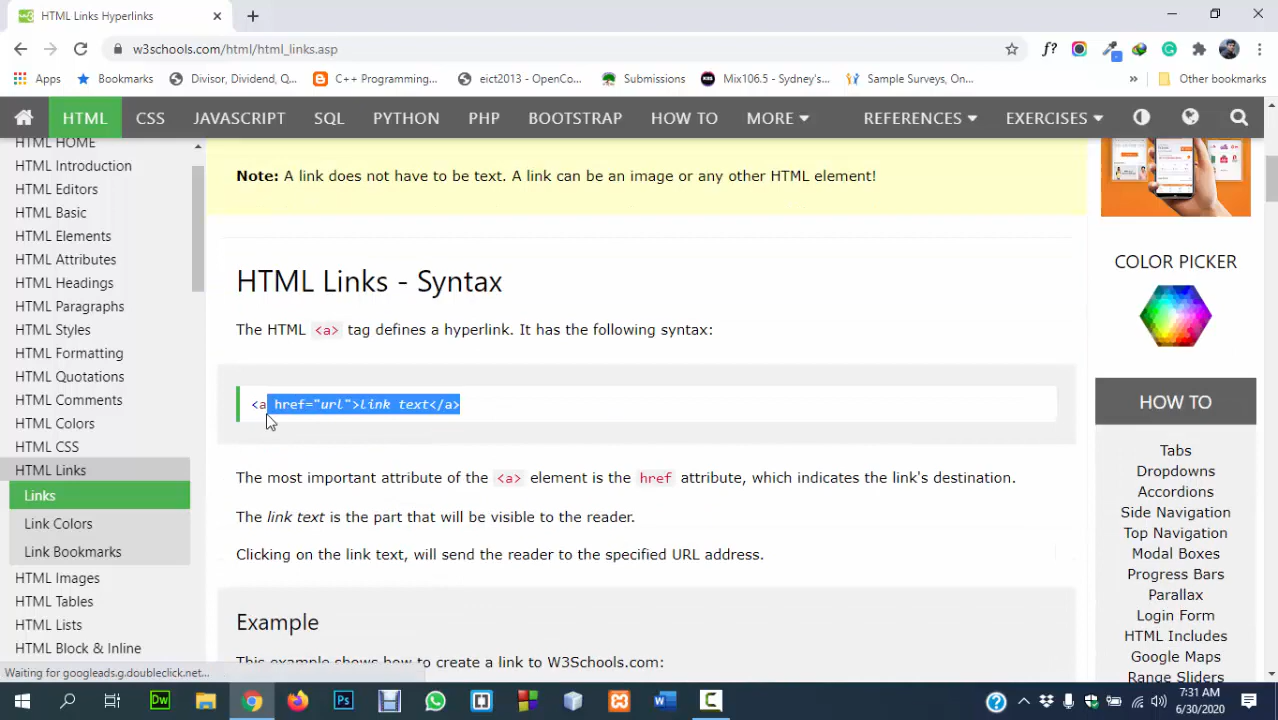 HTML Links Hyperlinks
w3schools.com/html/html_links.asp
f?
Apps
Bookmarks
Divisor, Dividend, Q...
C++ Programming...
eict2013 - OpenCo...
Submissions
Mix106.5 - Sydney's...
Sample Surveys, On...
»
Other bookmarks
HTML
CSS
JAVASCRIPT
SQL
PYTHON
PHP
BOOTSTRAP
HOW TO
MORE
REFERENCES
EXERCISES
HTML HOME
HTML Introduction
HTML Editors
HTML Basic
HTML Elements
HTML Attributes
HTML Headings
HTML Paragraphs
HTML Styles
HTML Formatting
HTML Quotations
HTML Comments
HTML Colors
HTML CSS
HTML Links
Links
Link Colors
Link Bookmarks
HTML Images
HTML Tables
HTML Lists
HTML Block & Inline
Note: A link does not have to be text. A link can be an image or any other HTML element!
HTML Links - Syntax
The HTML <a> tag defines a hyperlink. It has the following syntax:
<a href="url">link text</a>
The most important attribute of the <a> element is the href attribute, which indicates the link's destination.
The link text is the part that will be visible to the reader.
Clicking on the link text, will send the reader to the specified URL address.
Example
This example shows how to create a link to W3Schools.com:
COLOR PICKER
HOW TO
Tabs
Dropdowns
Accordions
Side Navigation
Top Navigation
Modal Boxes
Progress Bars
Parallax
Login Form
HTML Includes
Google Maps
Range Sliders
Waiting for googleads.g.doubleclick.net...
Dw
Ps
7:31 AM
6/30/2020